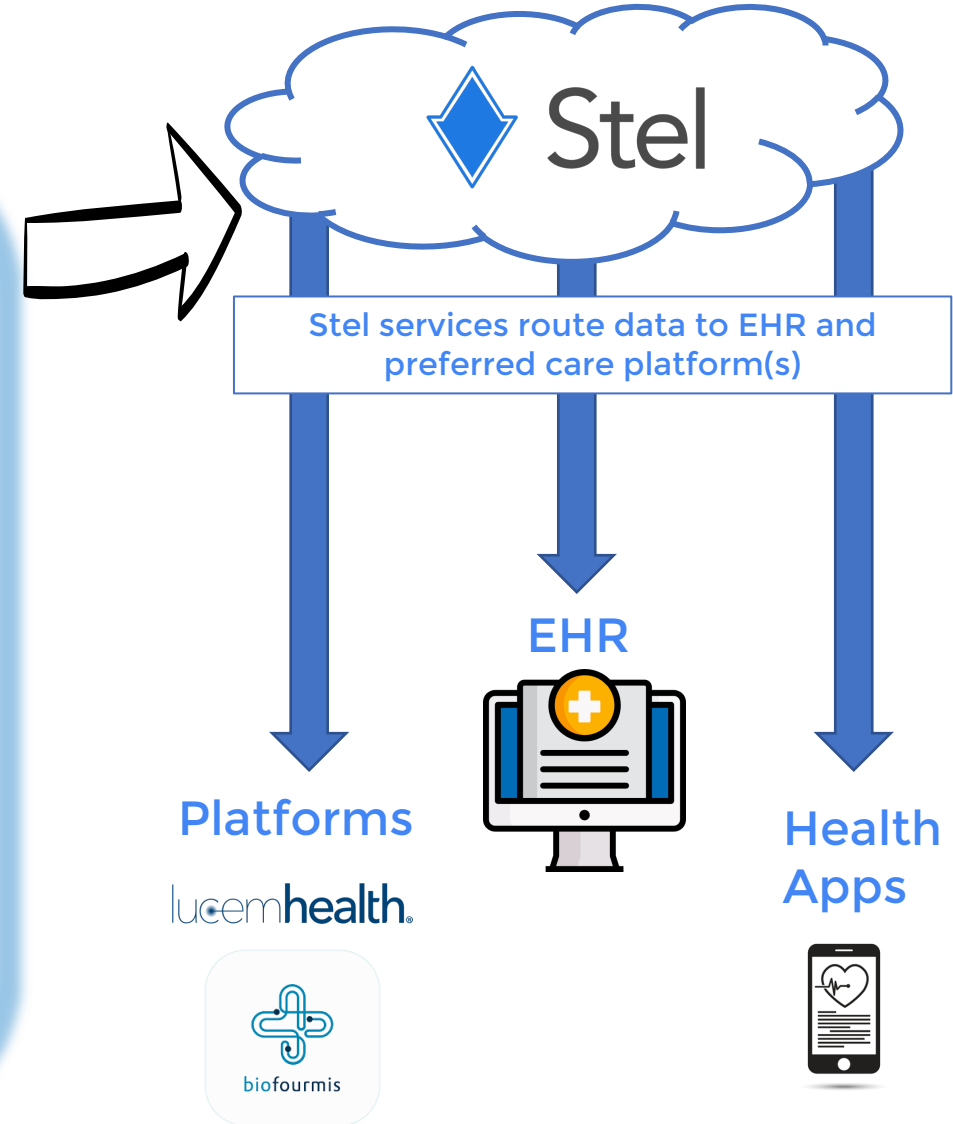 Stel
Stel services route data to EHR and
preferred care platform(s)
EHR
Platforms
Health
Apps
lucemhealth®
biofourmis